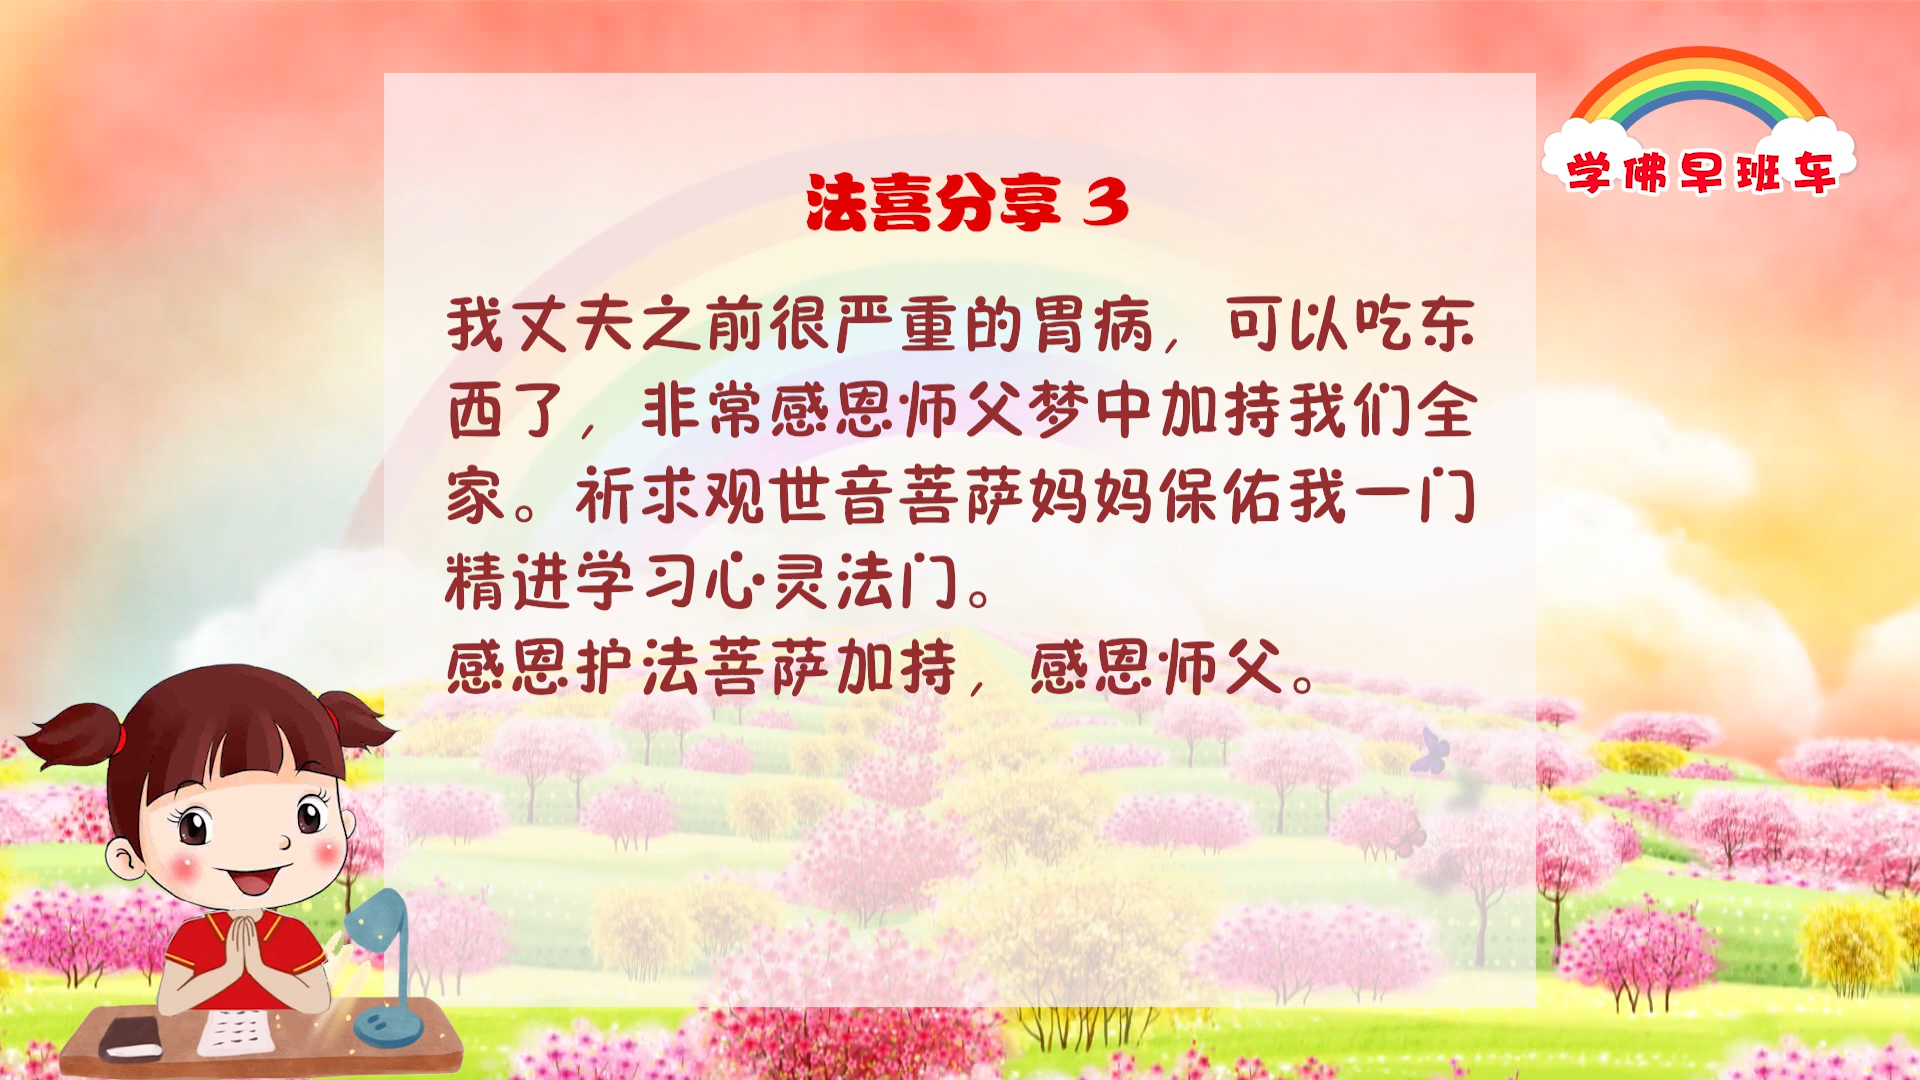 学佛早班车
法喜分享 3
我丈夫之前很严重的胃病，可以吃东
西了，非常感恩师父梦中加持我们全
家。祈求观世音菩萨妈妈保佑我一门
精进学习心灵法门。
感恩护法菩萨加持，感恩师父。